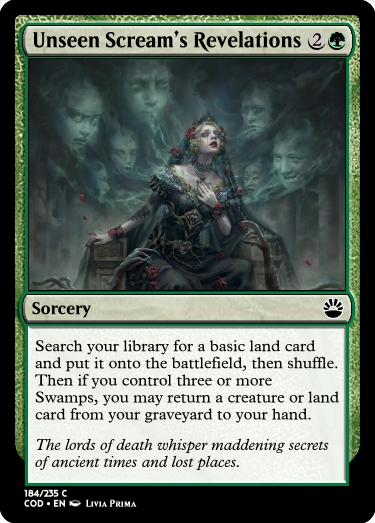 Unseen Scream's Revelations 2
Sorcery
Search your library for a basic land card
and put it onto the battlefield, then shuffle.
Then if you control three or more
Swamps, you may return a creature or land
card from your graveyard to your hand.
The lords of death whisper maddening secrets
of ancient times and lost places.
184/235 C
COD • EN LIVIA PRIMA